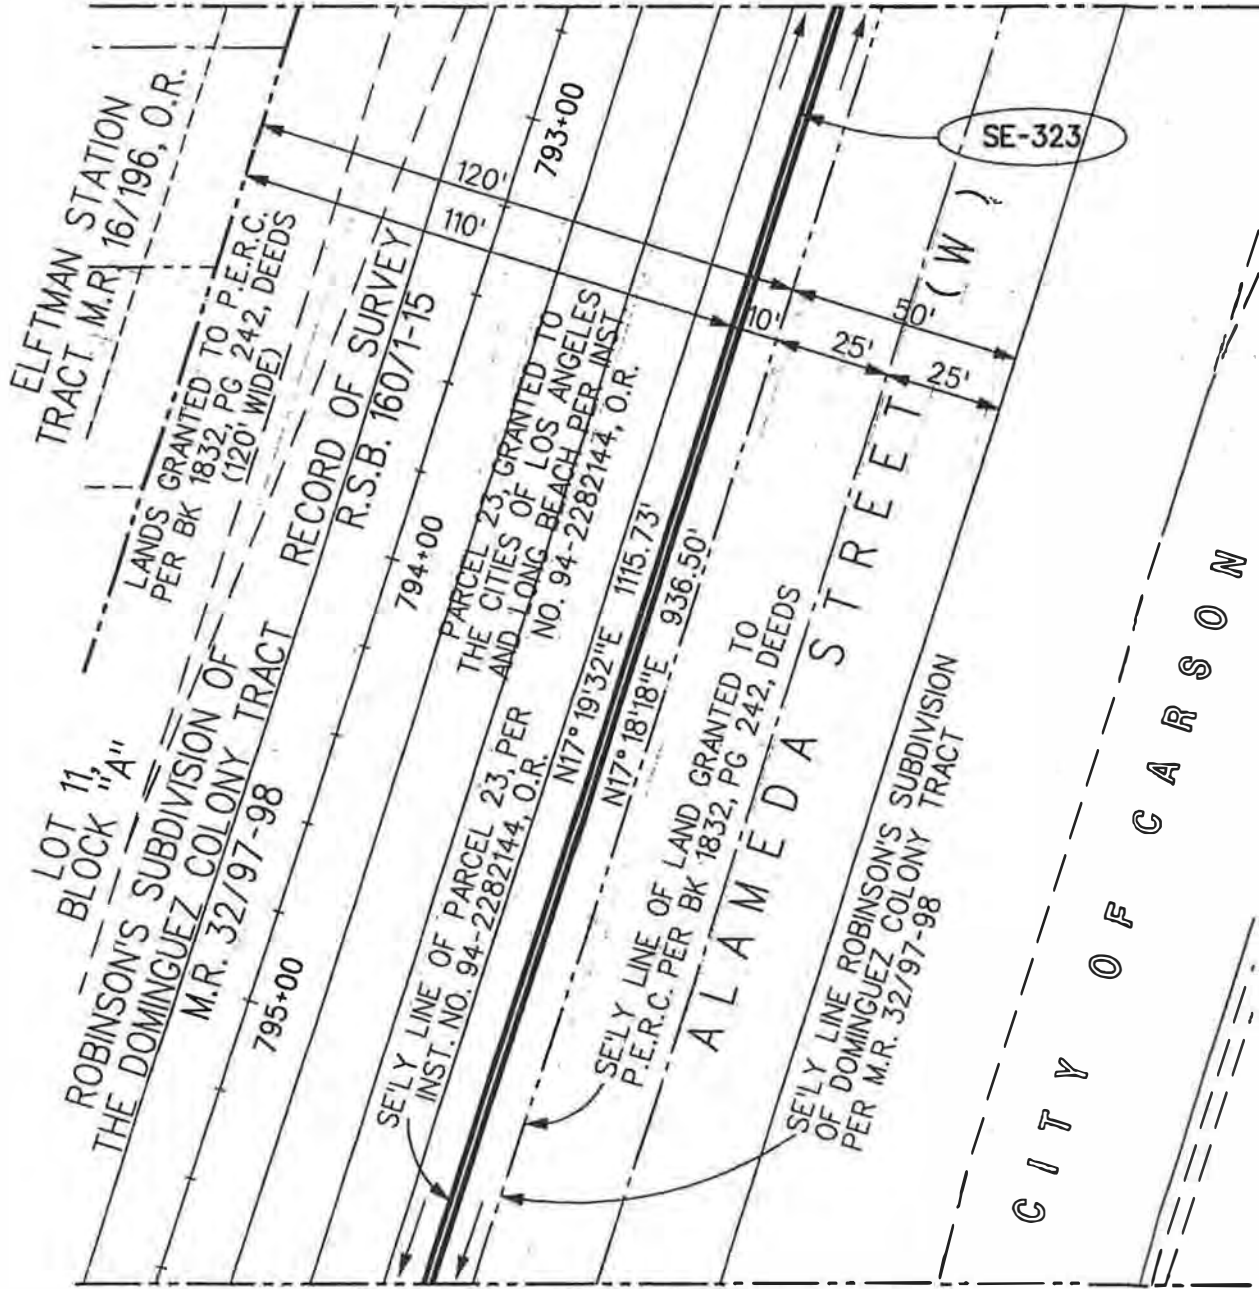 ELFTMAN STATION
TRACT, M.R. 16/196, O.R.
LANDS GRANTED TO P.E.R.C.
PER BK 1832, PG 242, DEEDS
(120' WIDE)
793+00
120'
110'
SE-323
10'
50'
25'
25'
RECORD OF SURVEY
R.S.B. 160/1-15
LOT 11,
BLOCK "A"
ROBINSON'S SUBDIVISION OF
THE DOMINGUEZ COLONY TRACT
M.R. 32/97-98
794+00
795+00
PARCEL 23, GRANTED TO
THE CITIES OF LOS ANGELES
AND LONG BEACH PER INST.
NO. 94-2282144, O.R.
N17°19'32"E 1115.73'
N17°18'18"E 936.50'
SE'LY LINE OF PARCEL 23, PER
INST. NO. 94-2282144, O.R.
SE'LY LINE OF LAND GRANTED TO
P.E.R.C. PER BK 1832, PG 242, DEEDS
ALAMEDA STREET (W)
SE'LY LINE ROBINSON'S SUBDIVISION
OF DOMINGUEZ COLONY TRACT
PER M.R. 32/97-98
CITY OF CARSON